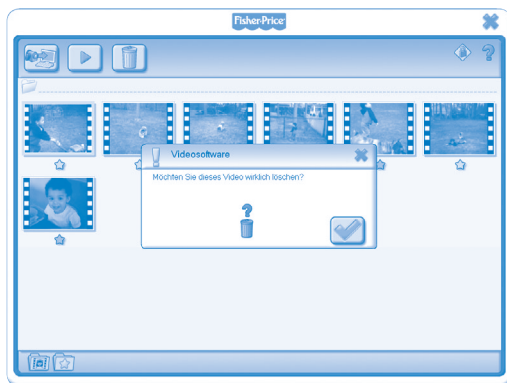 Fisher-Price
Videosoftware
Möchten Sie dieses Video wirklich löschen?